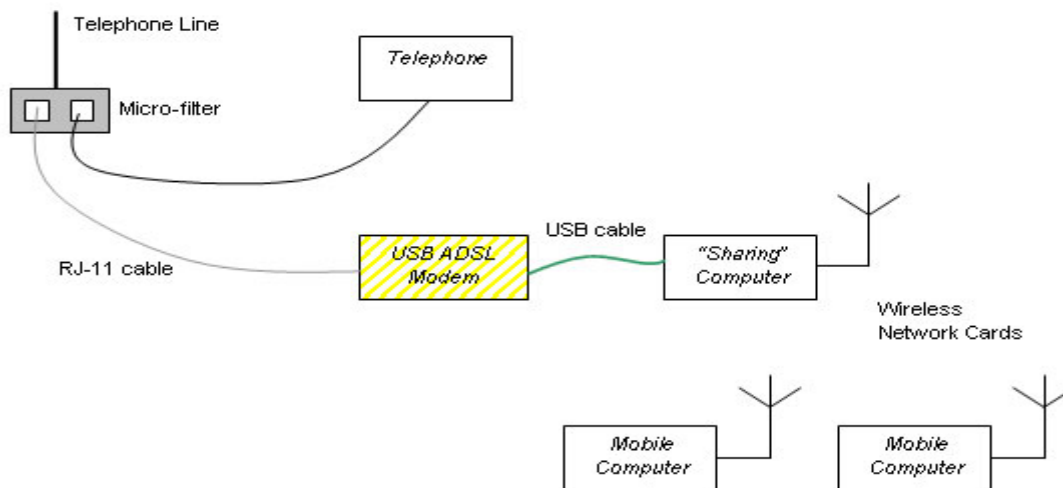 Telephone Line
Telephone
Micro-filter
USB cable
USB ADSL
Modem
"Sharing"
Computer
RJ-11 cable
Wireless
Network Cards
Mobile
Computer
Mobile
Computer